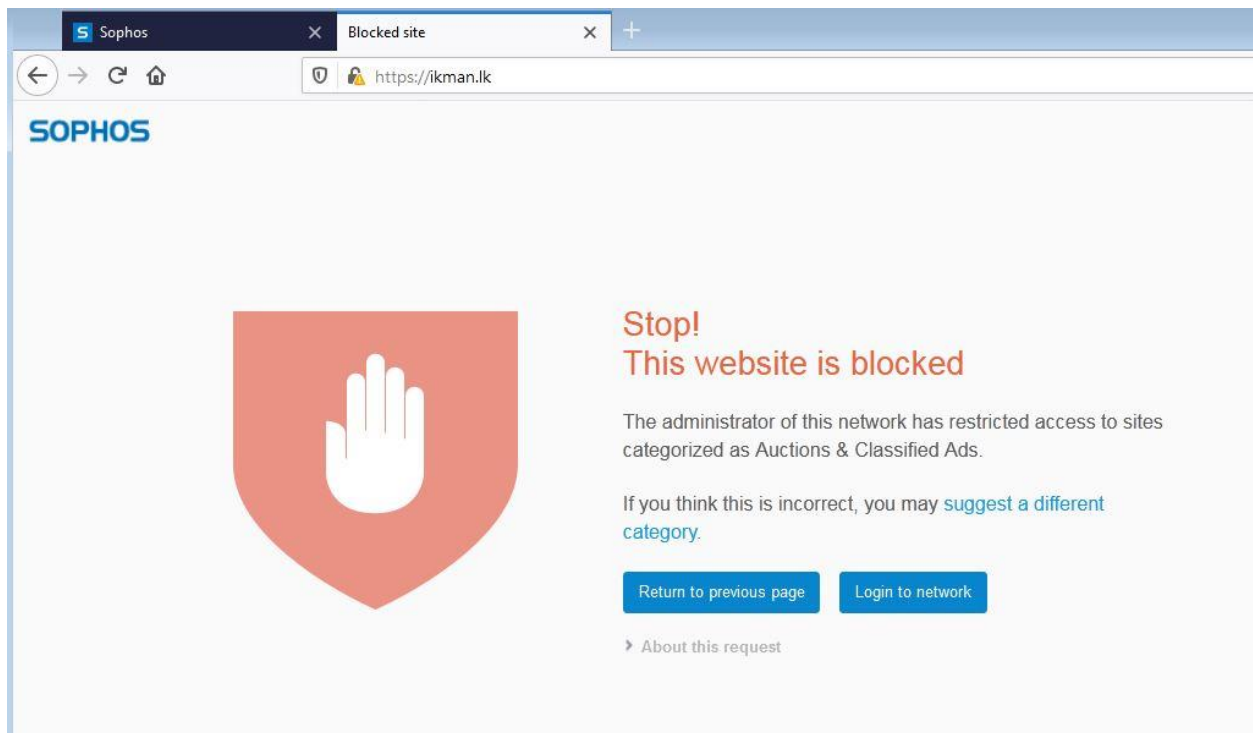 Sophos
Blocked site
https://ikman.lk
SOPHOS
Stop!
This website is blocked
The administrator of this network has restricted access to sites
categorized as Auctions & Classified Ads.
If you think this is incorrect, you may suggest a different
category.
Return to previous page
Login to network
About this request